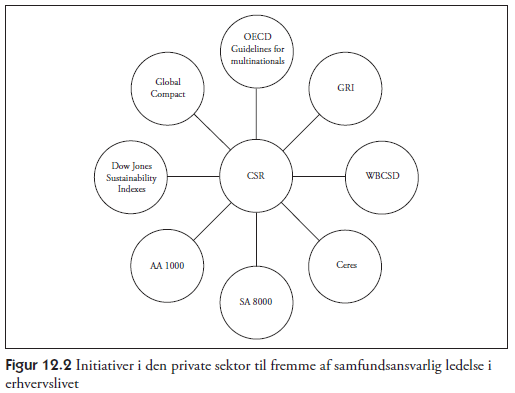 OECD
Guidelines for
multinationals
Global
Compact
GRI
Dow Jones
Sustainability
Indexes
CSR
WBCSD
AA 1000
Ceres
SA 8000
Figur 12.2 Initiativer i den private sektor til fremme af samfundsansvarlig ledelse i
erhvervslivet